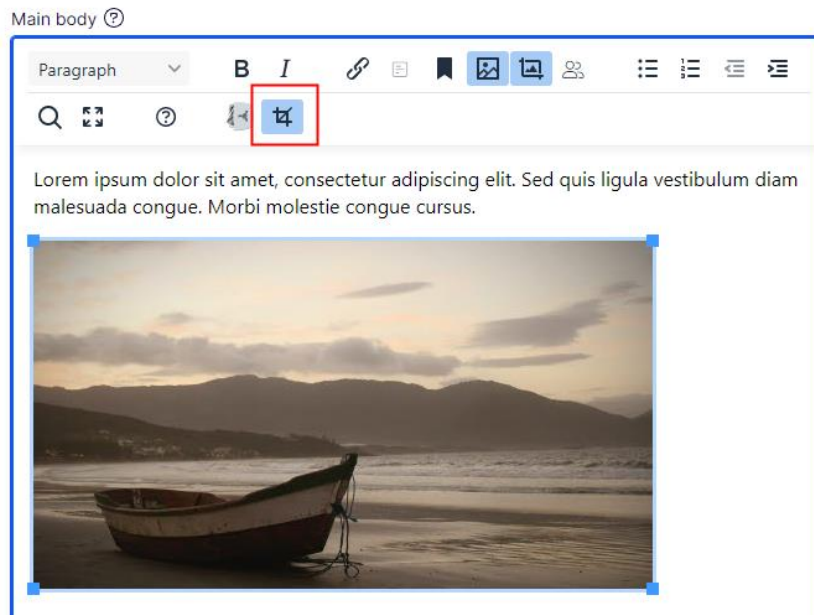 Main body
Paragraph B I
Lorem ipsum dolor sit amet, consectetur adipiscing elit. Sed quis ligula vestibulum diam
malesuada congue. Morbi molestie congue cursus.